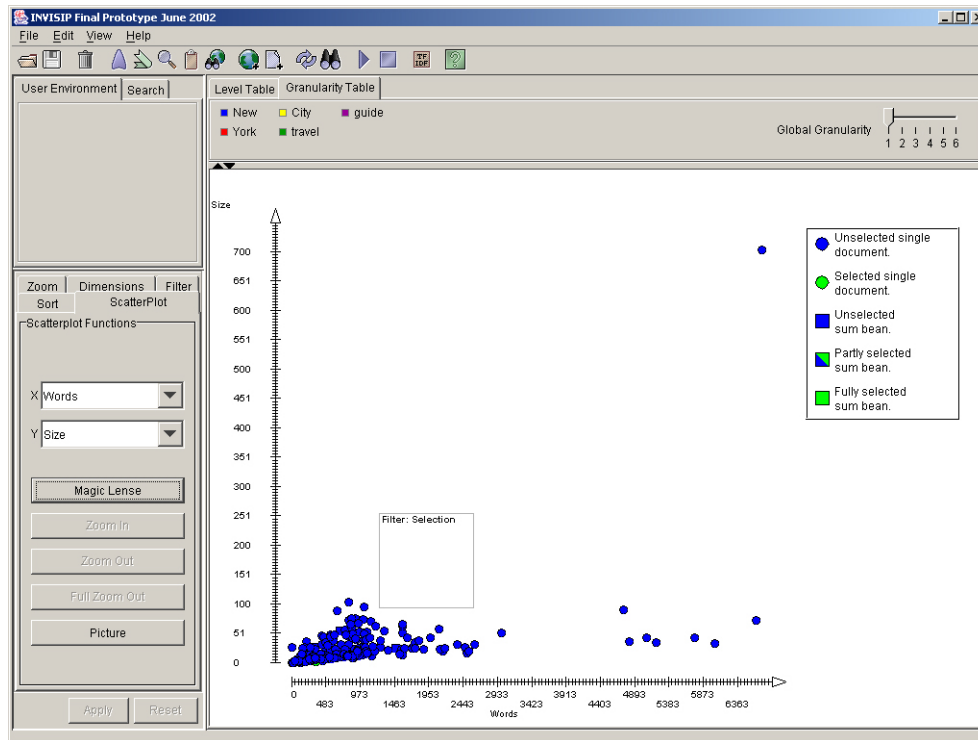 INVISIP Final Prototype June 2002
File Edit View Help
TF
IDF
?
User Environment Search
Level Table Granularity Table
New City guide
York travel
Global Granularity
1 2 3 4 5 6
Zoom Dimensions Filter
Sort ScatterPlot
Scatterplot Functions
X Words
Y Size
Magic Lense
Zoom In
Zoom Out
Full Zoom Out
Picture
Apply Reset
Size
700
651
600
551
500
451
400
351
300
251
200
151
100
51
0
Filter: Selection
0 973 1953 2933 3913 4893 5873
483 1463 2443 3423 4403 5383 6363
Words
Unselected single
document.
Selected single
document.
Unselected
sum bean.
Partly selected
sum bean.
Fully selected
sum bean.